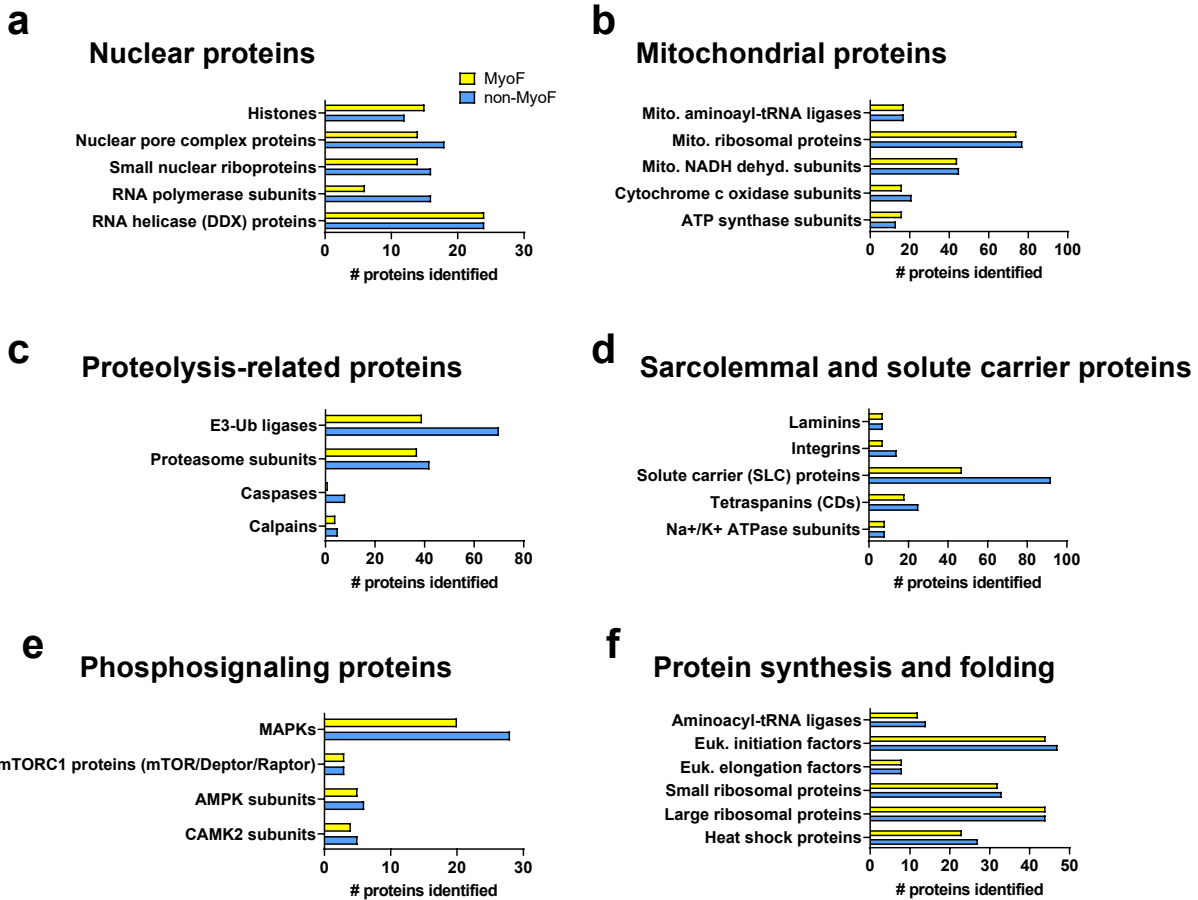 a
Nuclear proteins
MyoF
non-MyoF
Histones
Nuclear pore complex proteins
Small nuclear riboproteins
RNA polymerase subunits
RNA helicase (DDX) proteins
0 10 20 30
# proteins identified
b
Mitochondrial proteins
Mito. aminoayl-tRNA ligases
Mito. ribosomal proteins
Mito. NADH dehyd. subunits
Cytochrome c oxidase subunits
ATP synthase subunits
0 20 40 60 80 100
# proteins identified
c
Proteolysis-related proteins
E3-Ub ligases
Proteasome subunits
Caspases
Calpains
0 20 40 60 80
# proteins identified
d
Sarcolemmal and solute carrier proteins
Laminins
Integrins
Solute carrier (SLC) proteins
Tetraspanins (CDs)
Na+/K+ ATPase subunits
0 20 40 60 80 100
# proteins identified
e
Phosphosignaling proteins
MAPKs
mTORC1 proteins (mTOR/Deptor/Raptor)
AMPK subunits
CAMK2 subunits
0 10 20 30
# proteins identified
f
Protein synthesis and folding
Aminoacyl-tRNA ligases
Euk. initiation factors
Euk. elongation factors
Small ribosomal proteins
Large ribosomal proteins
Heat shock proteins
0 10 20 30 40 50
# proteins identified